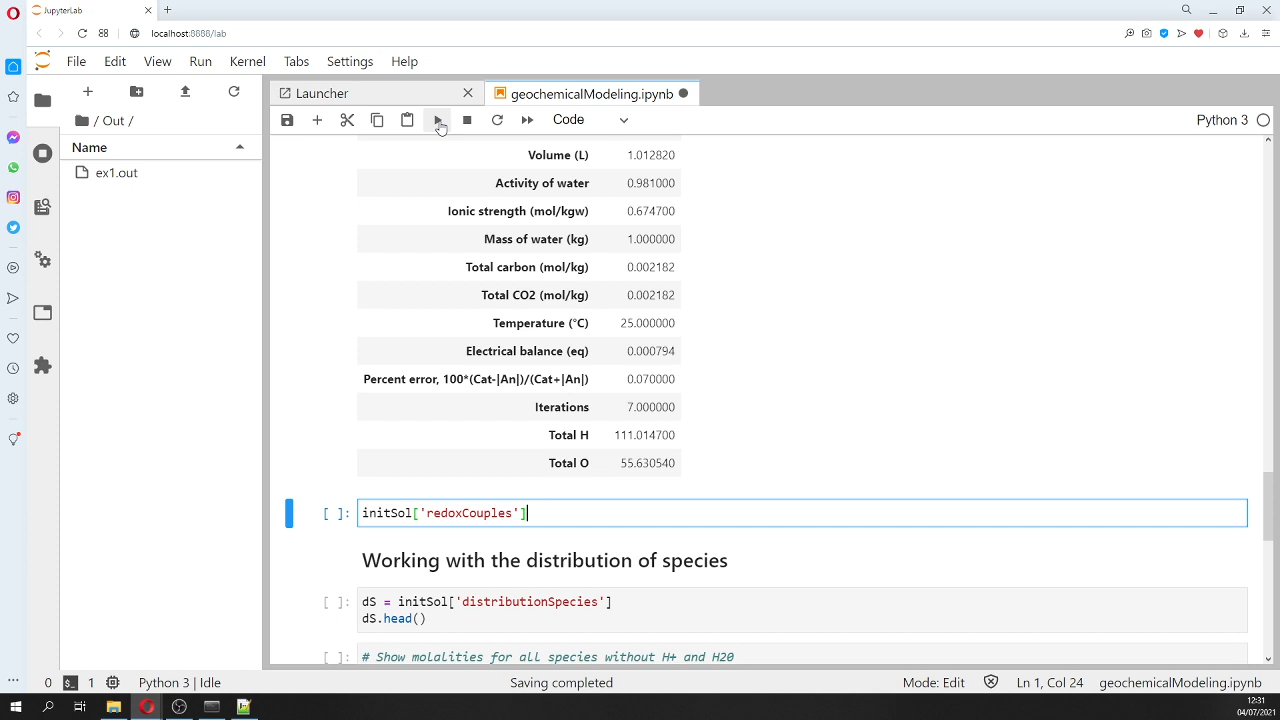 JupyterLab
localhost:8888/lab
File Edit View Run Kernel Tabs Settings Help
Launcher
geochemicalModeling.ipynb
/ Out /
Code
Python 3
Name
ex1.out
Volume (L) 1.012820
Activity of water 0.981000
Ionic strength (mol/kgw) 0.674700
Mass of water (kg) 1.000000
Total carbon (mol/kg) 0.002182
Total CO2 (mol/kg) 0.002182
Temperature (°C) 25.000000
Electrical balance (eq) 0.000794
Percent error, 100*(Cat-|An|)/(Cat+|An|) 0.070000
Iterations 7.000000
Total H 111.014700
Total O 55.630540
[ ]: initSol['redoxCouples']
Working with the distribution of species
[ ]: dS = initSol['distributionSpecies']
dS.head()
[ ]: # Show molalities for all species without H+ and H20
0 1 Python 3 | Idle Saving completed Mode: Edit Ln 1, Col 24 geochemicalModeling.ipynb
12:31
04/07/2021